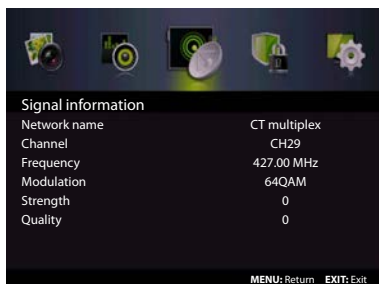 Signal information
Network name CT multiplex
Channel CH29
Frequency 427.00 MHz
Modulation 64QAM
Strength 0
Quality 0
MENU: Return EXIT: Exit